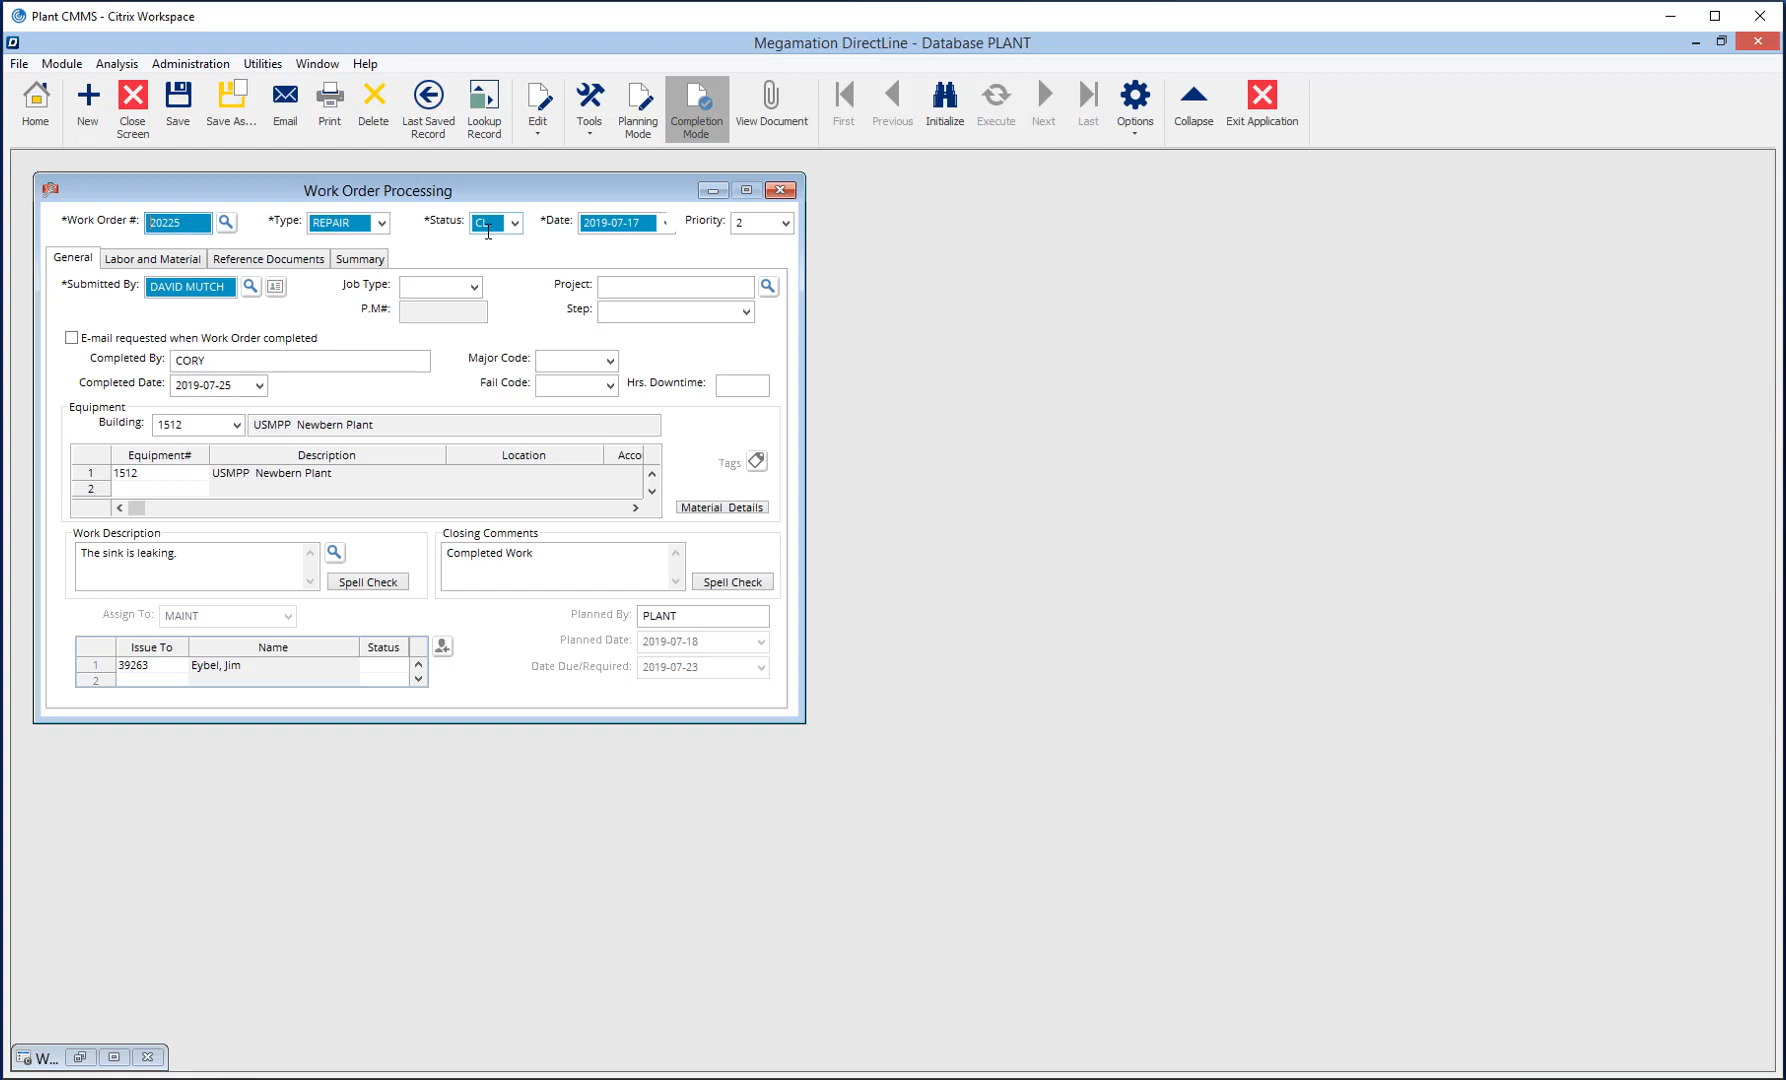 Plant CMMS - Citrix Workspace
Megamation DirectLine - Database PLANT
File Module Analysis Administration Utilities Window Help
Home New Close Screen Save Save As... Email Print Delete Last Saved Record Lookup Record Edit Tools Planning Mode Completion Mode View Document First Previous Initialize Execute Next Last Options Collapse Exit Application
Work Order Processing
*Work Order #: 20225 *Type: REPAIR *Status: CL *Date: 2019-07-17 Priority: 2
General Labor and Material Reference Documents Summary
*Submitted By: DAVID MUTCH Job Type: Project:
P.M#: Step:
E-mail requested when Work Order completed
Completed By: CORY Major Code:
Completed Date: 2019-07-25 Fail Code: Hrs. Downtime:
Equipment
Building: 1512 USMPP Newbern Plant
Equipment# Description Location Acco
1 1512 USMPP Newbern Plant
2
Tags
Material Details
Work Description Closing Comments
The sink is leaking. Completed Work
Spell Check Spell Check
Assign To: MAINT Planned By: PLANT
Planned Date: 2019-07-18
Issue To Name Status Date Due/Required: 2019-07-23
1 39263 Eybel, Jim
2
W...